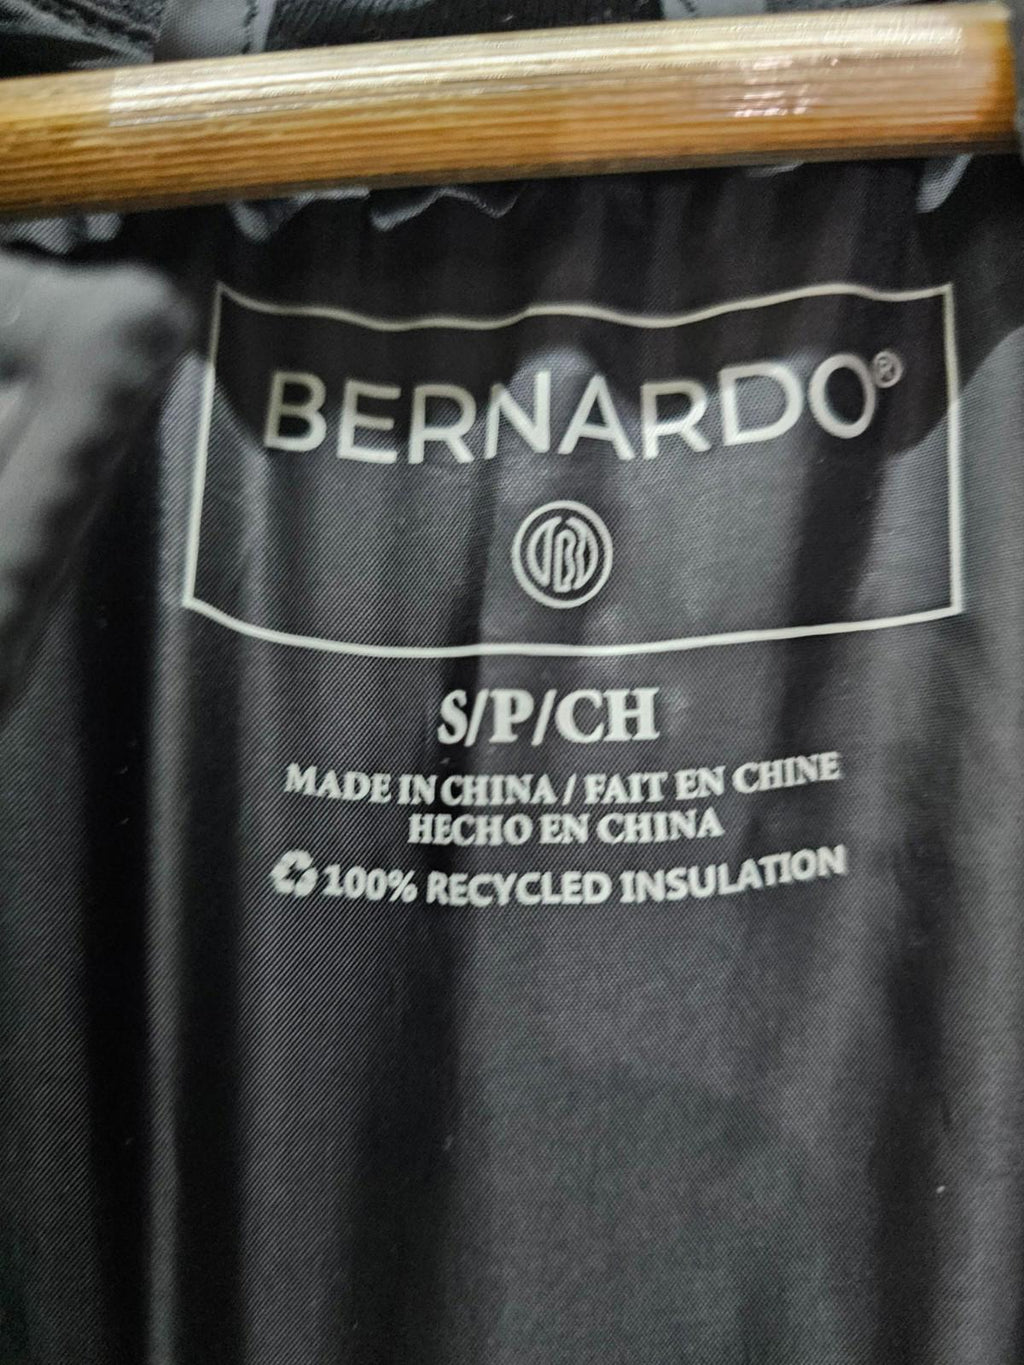 BERNARDO®
B
S/P/CH
MADE IN CHINA / FAIT EN CHINE
HECHO EN CHINA
♻100% RECYCLED INSULATION